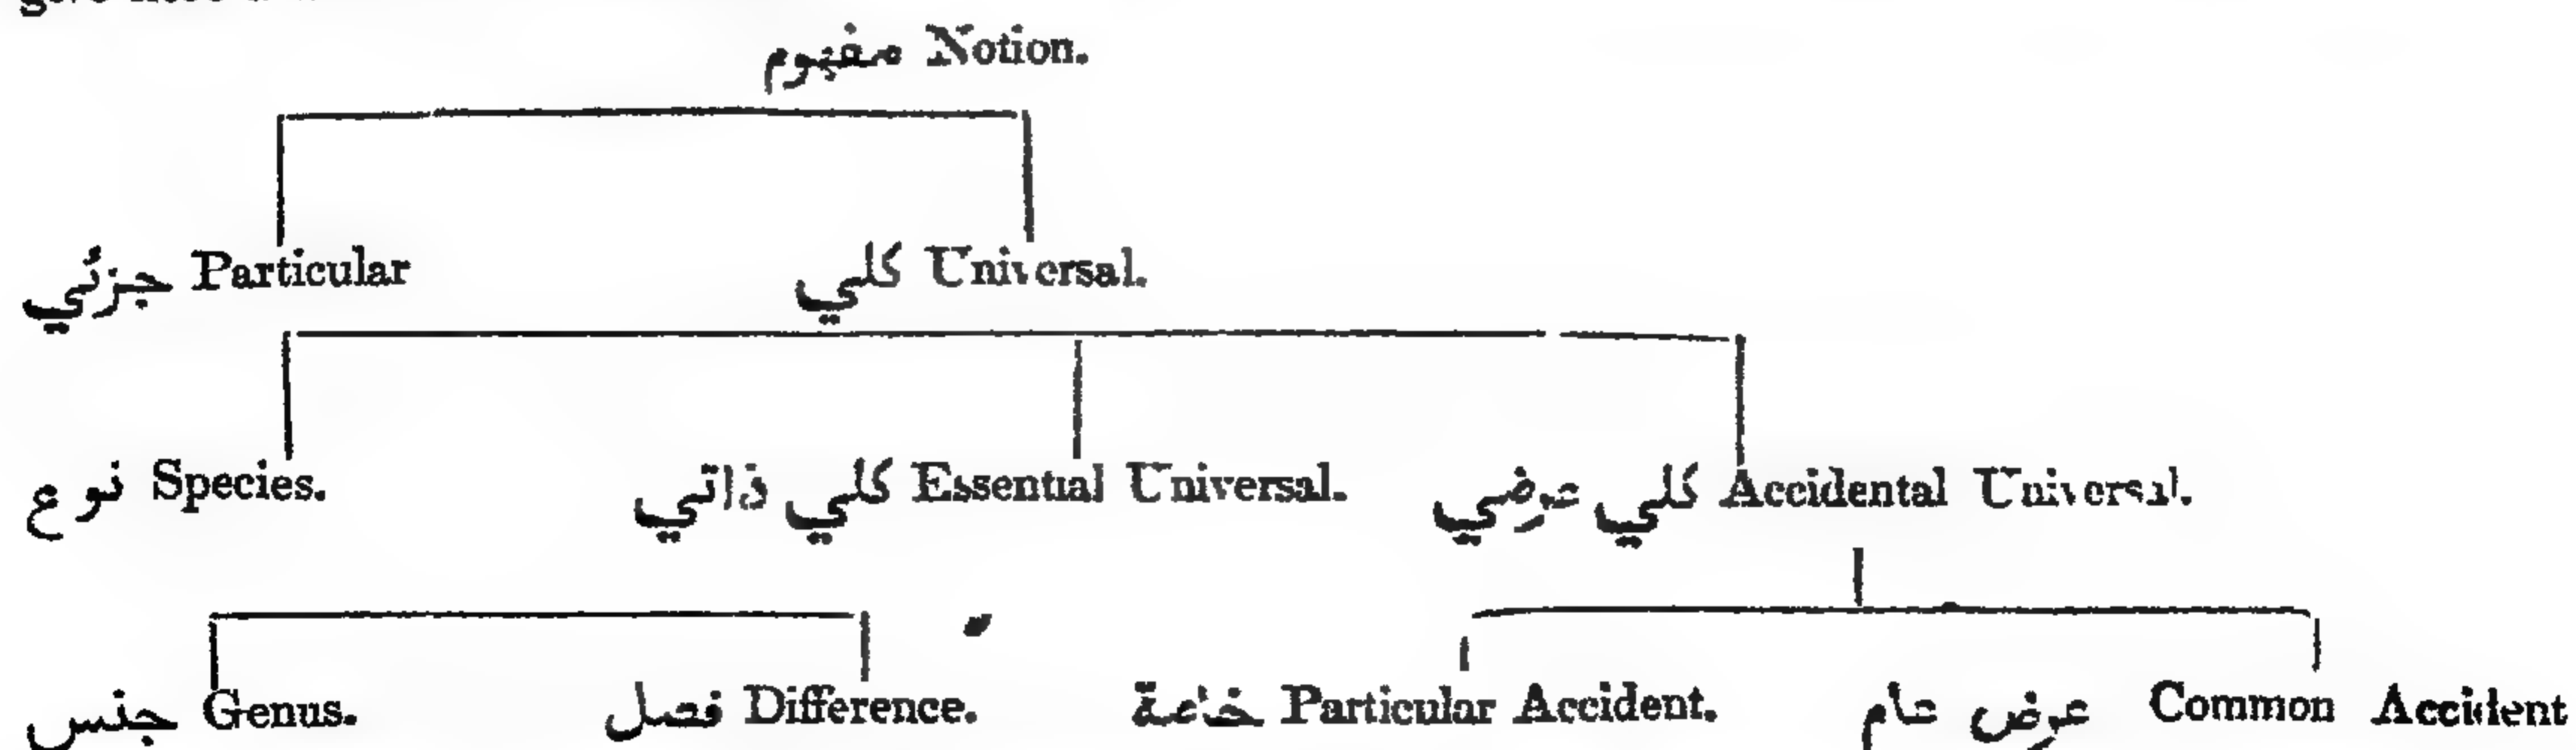 مفهوم Notion.
جزئي Particular كلي Universal.
نوع Species. كلي ذاتي Essential Universal. كلي عرضي Accidental Universal.
جنس Genus. فصل Difference. خاصة Particular Accident. عرض عام Common Accident